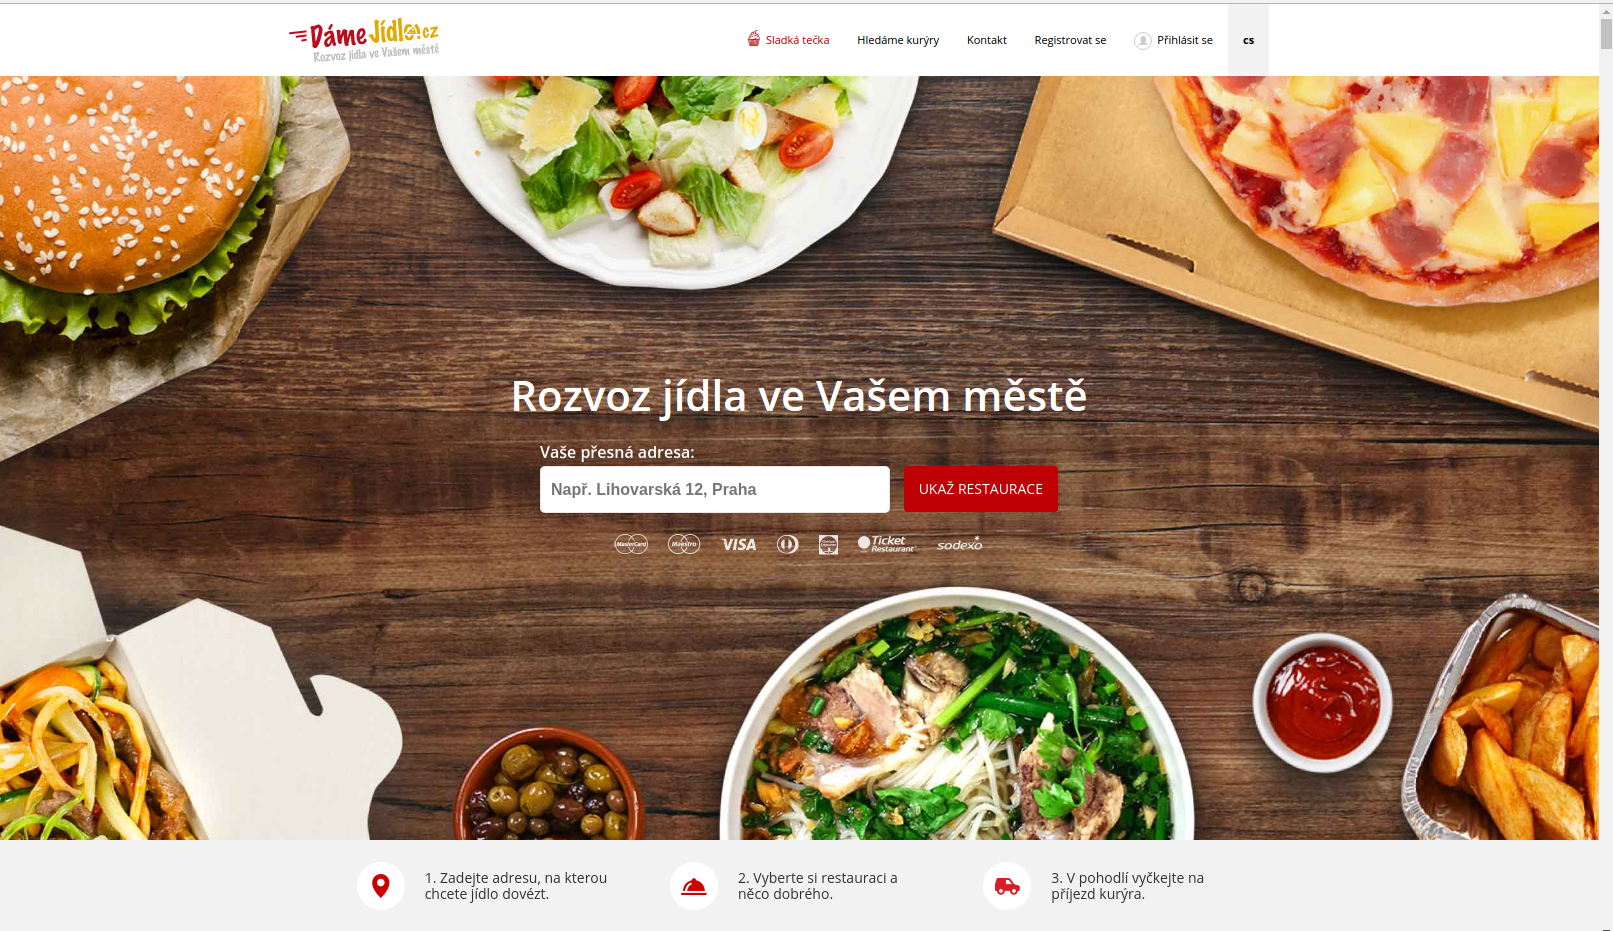 DámeJídlo.cz
Rozvoz jídla ve Vašem městě
Sladká tečka
Hledáme kurýry
Kontakt
Registrovat se
Přihlásit se
cs
Rozvoz jídla ve Vašem městě
Vaše přesná adresa:
Např. Lihovarská 12, Praha
UKAŽ RESTAURACE
MasterCard
Maestro
VISA
Ticket
Restaurant
sodexo
1. Zadejte adresu, na kterou
chcete jídlo dovézt.
2. Vyberte si restauraci a
něco dobrého.
3. V pohodlí vyčkejte na
příjezd kurýra.